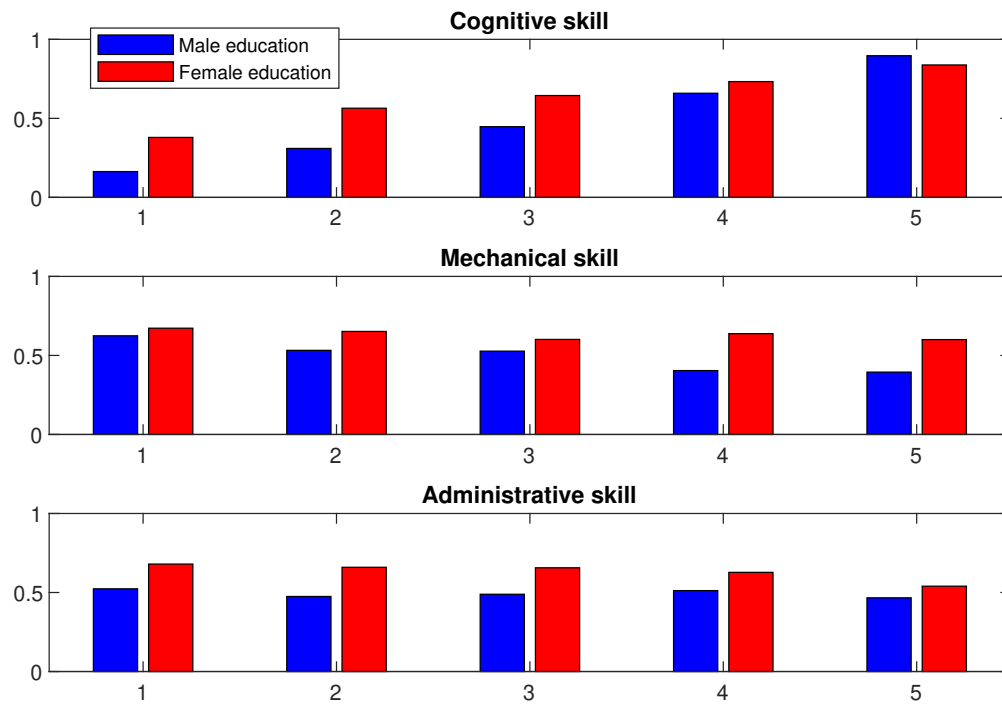 Cognitive skill
1
Male education
Female education
0.5
0
1 2 3 4 5
Mechanical skill
1
0.5
0
1 2 3 4 5
Administrative skill
1
0.5
0
1 2 3 4 5